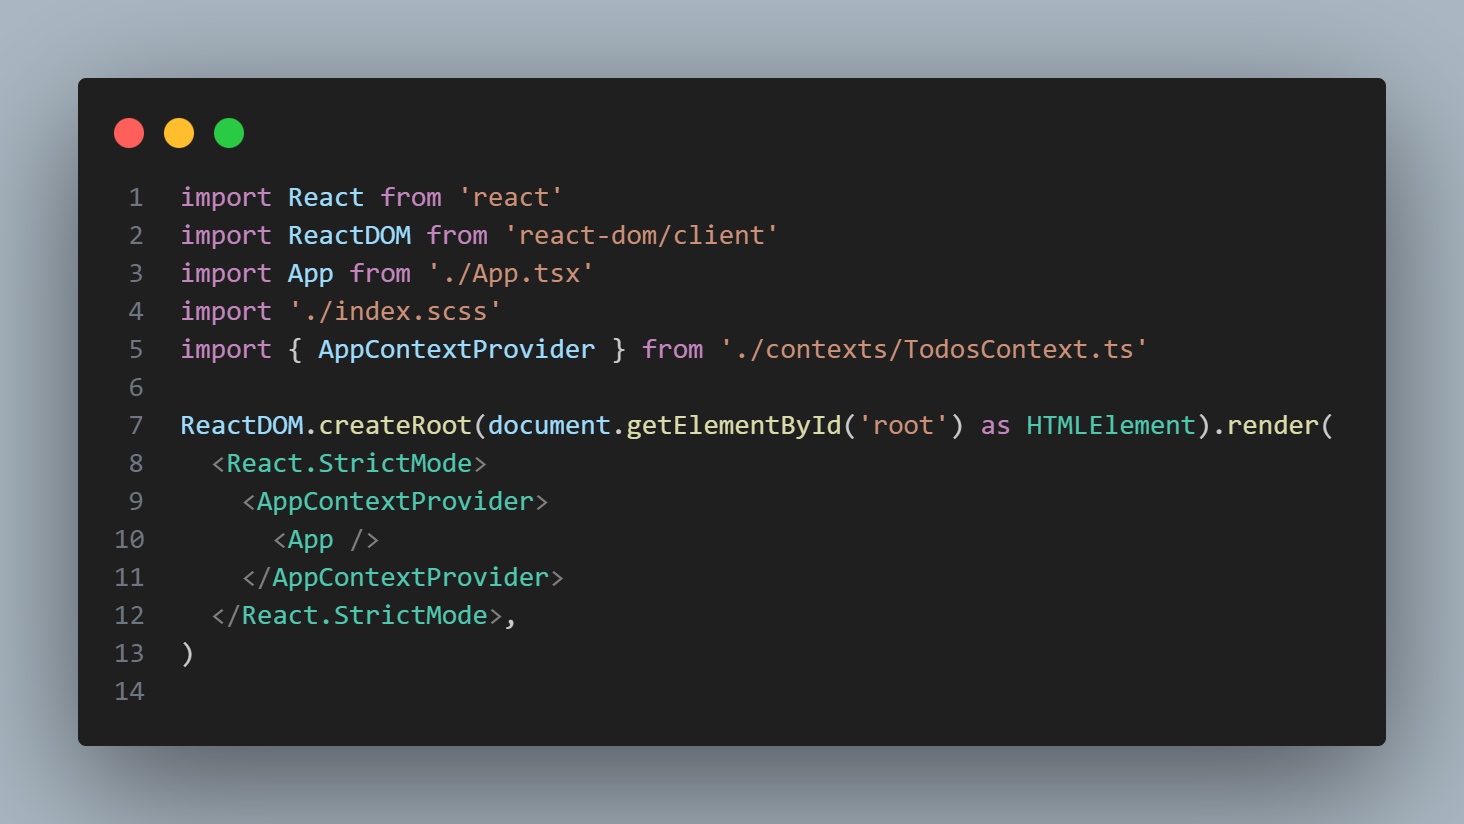 1 import React from 'react'
2 import ReactDOM from 'react-dom/client'
3 import App from './App.tsx'
4 import './index.scss'
5 import { AppContextProvider } from './contexts/TodosContext.ts'
6
7 ReactDOM.createRoot(document.getElementById('root') as HTMLElement).render(
8   <React.StrictMode>
9     <AppContextProvider>
10       <App />
11     </AppContextProvider>
12   </React.StrictMode>,
13 )
14